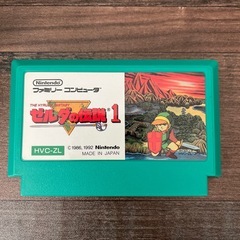 Nintendo
ファミリーコンピュータ
THE HYRULE FANTASY
ゼルダの伝説1
HVC-ZL
©1986,1992 Nintendo
MADE IN JAPAN